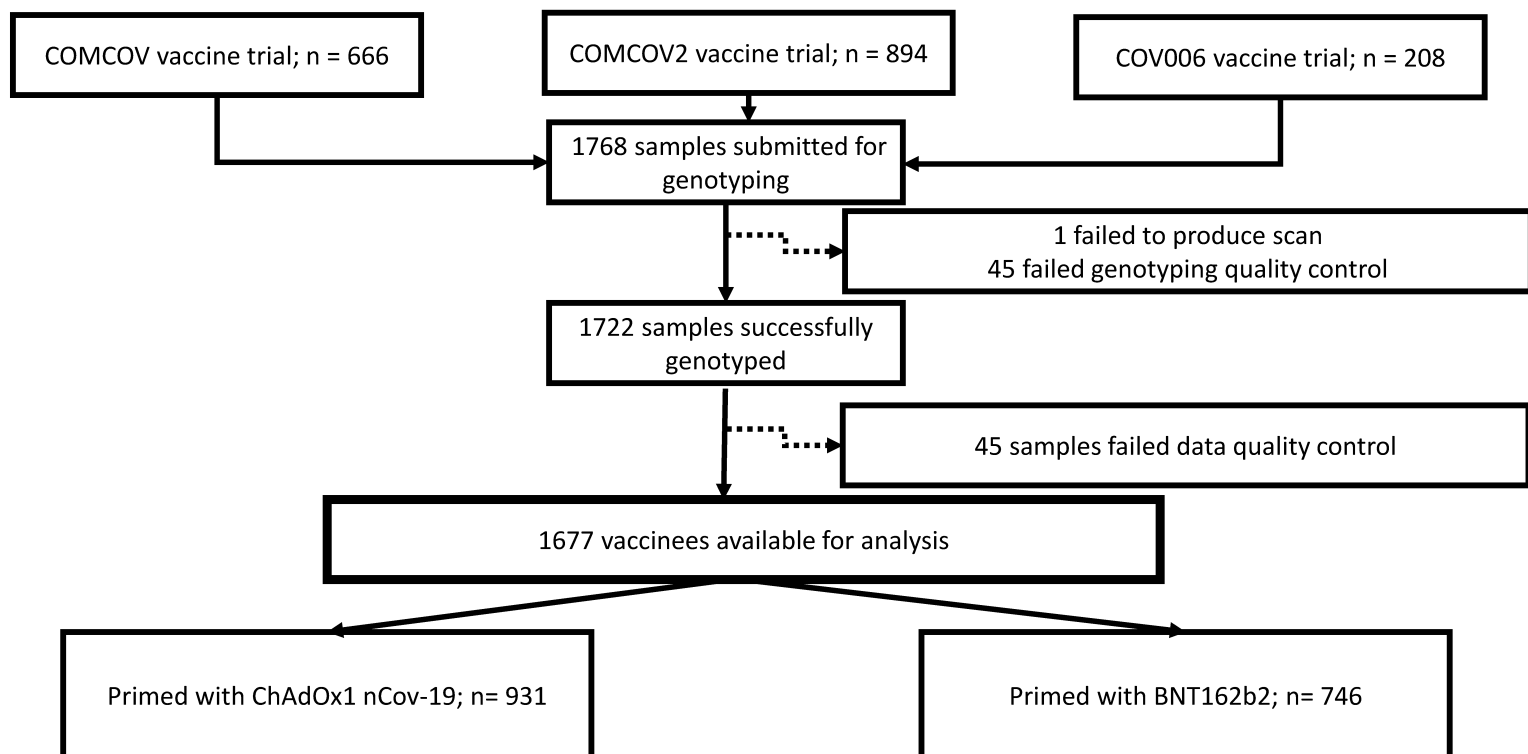 COMCOV vaccine trial; n = 666
COMCOV2 vaccine trial; n = 894
COV006 vaccine trial; n = 208
1768 samples submitted for
genotyping
1 failed to produce scan
45 failed genotyping quality control
1722 samples successfully
genotyped
45 samples failed data quality control
1677 vaccinees available for analysis
Primed with ChAdOx1 nCov-19; n= 931
Primed with BNT162b2; n= 746